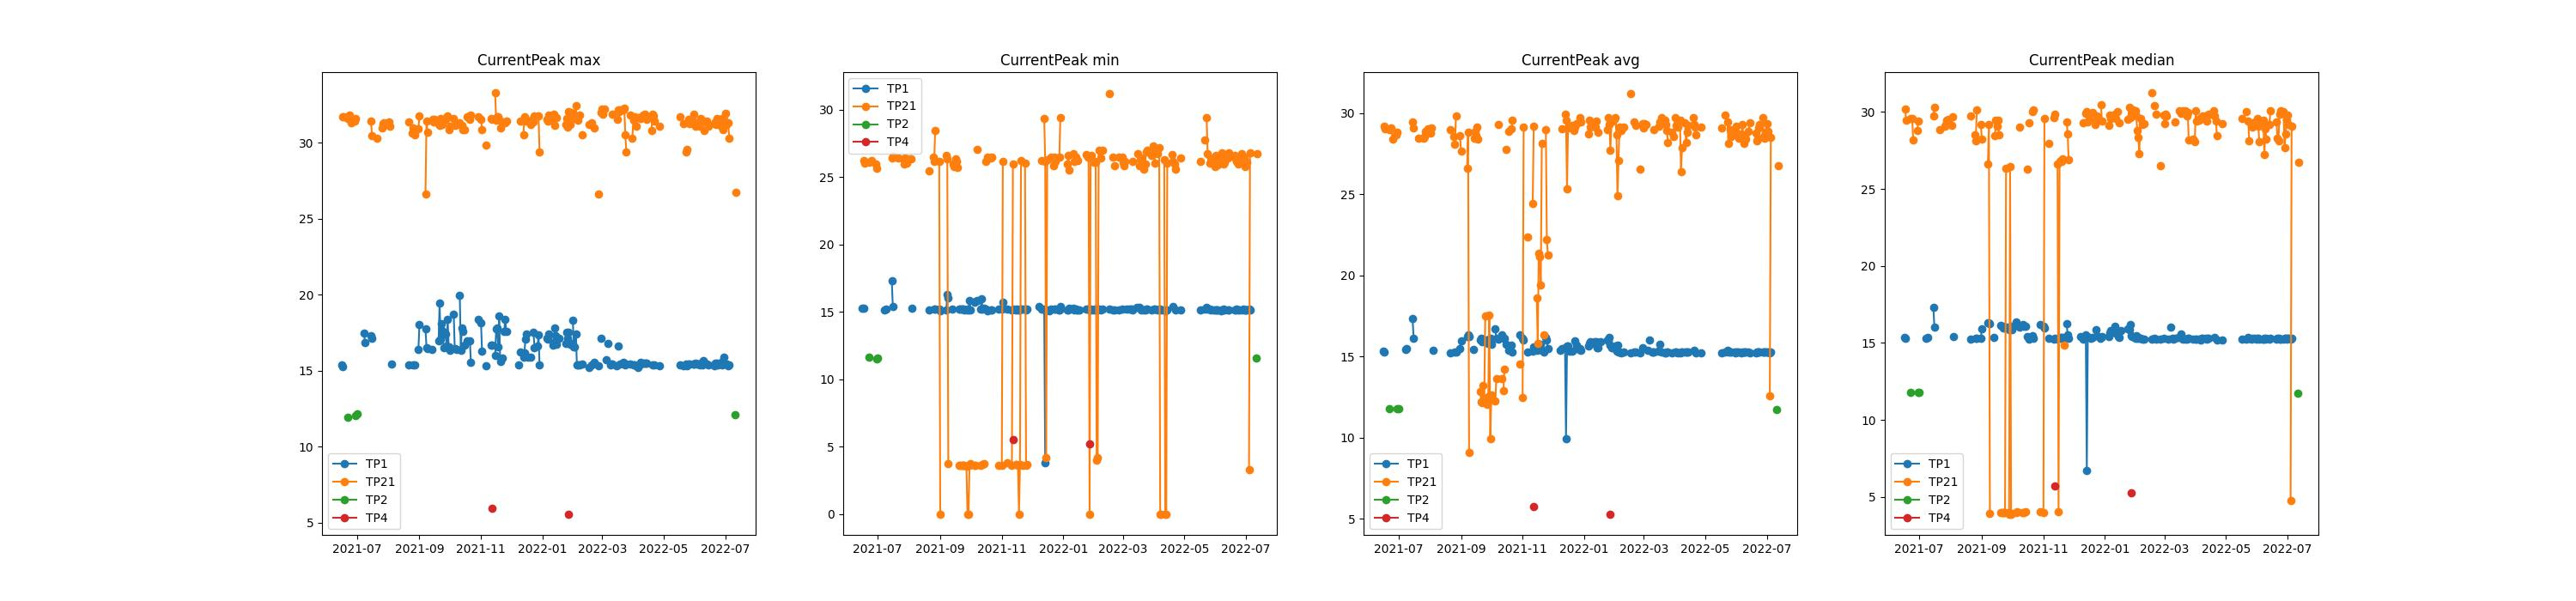 CurrentPeak max
30
25
20
15
10
5
TP1
TP21
TP2
TP4
2021-07 2021-09 2021-11 2022-01 2022-03 2022-05 2022-07
CurrentPeak min
TP1
TP21
TP2
TP4
30
25
20
15
10
5
0
2021-07 2021-09 2021-11 2022-01 2022-03 2022-05 2022-07
CurrentPeak avg
30
25
20
15
10
5
TP1
TP21
TP2
TP4
2021-07 2021-09 2021-11 2022-01 2022-03 2022-05 2022-07
CurrentPeak median
30
25
20
15
10
5
TP1
TP21
TP2
TP4
2021-07 2021-09 2021-11 2022-01 2022-03 2022-05 2022-07